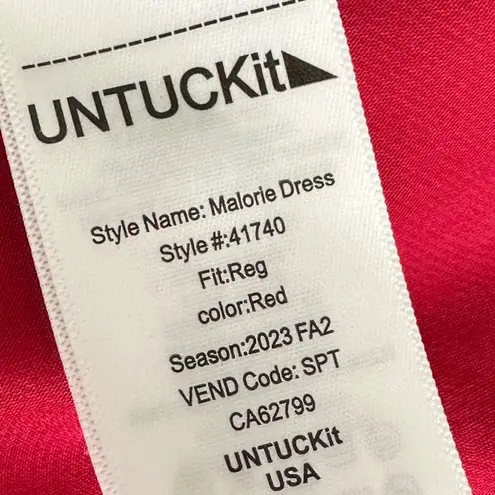 UNTUCKit
Style Name: Malorie Dress
Style #:41740
Fit:Reg
color:Red
Season:2023 FA2
VEND Code: SPT
CA62799
UNTUCKit
USA